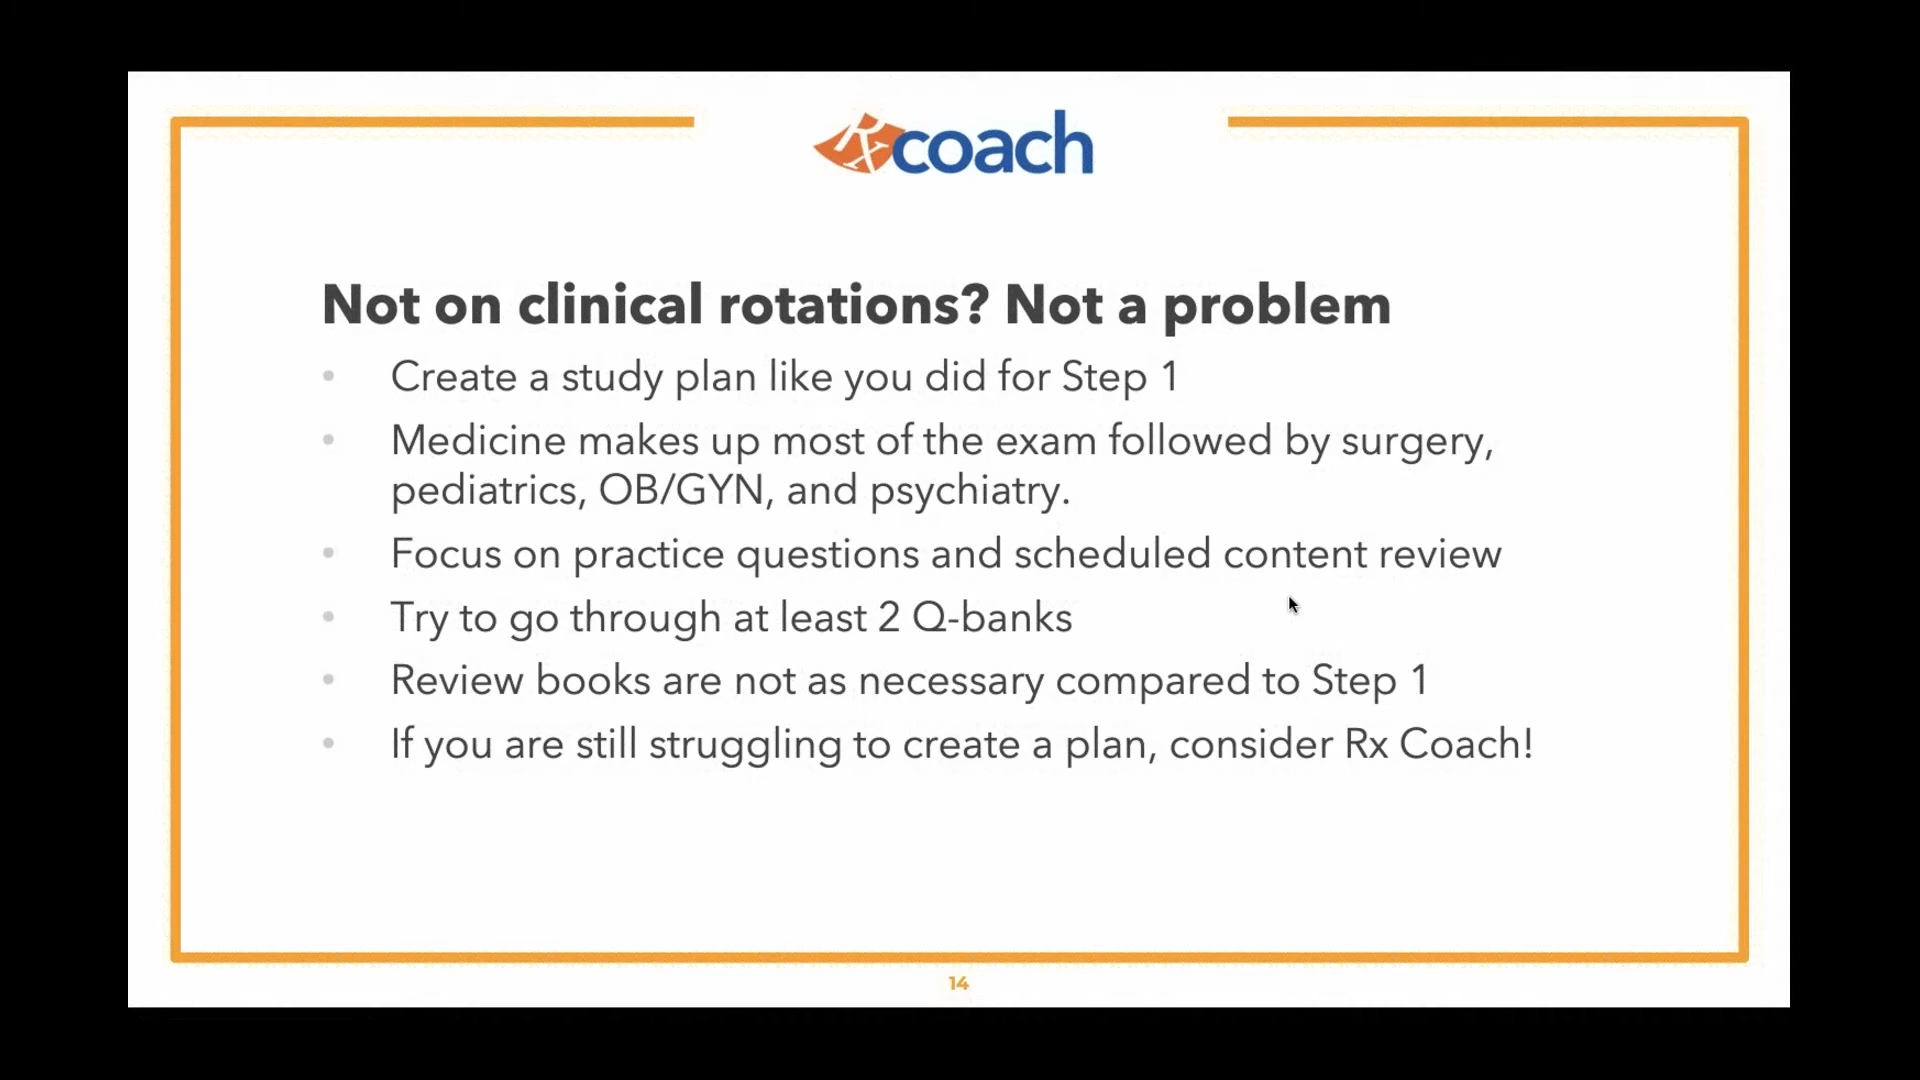 Rx coach
Not on clinical rotations? Not a problem
• Create a study plan like you did for Step 1
• Medicine makes up most of the exam followed by surgery,
pediatrics, OB/GYN, and psychiatry.
• Focus on practice questions and scheduled content review
• Try to go through at least 2 Q-banks
• Review books are not as necessary compared to Step 1
• If you are still struggling to create a plan, consider Rx Coach!
14